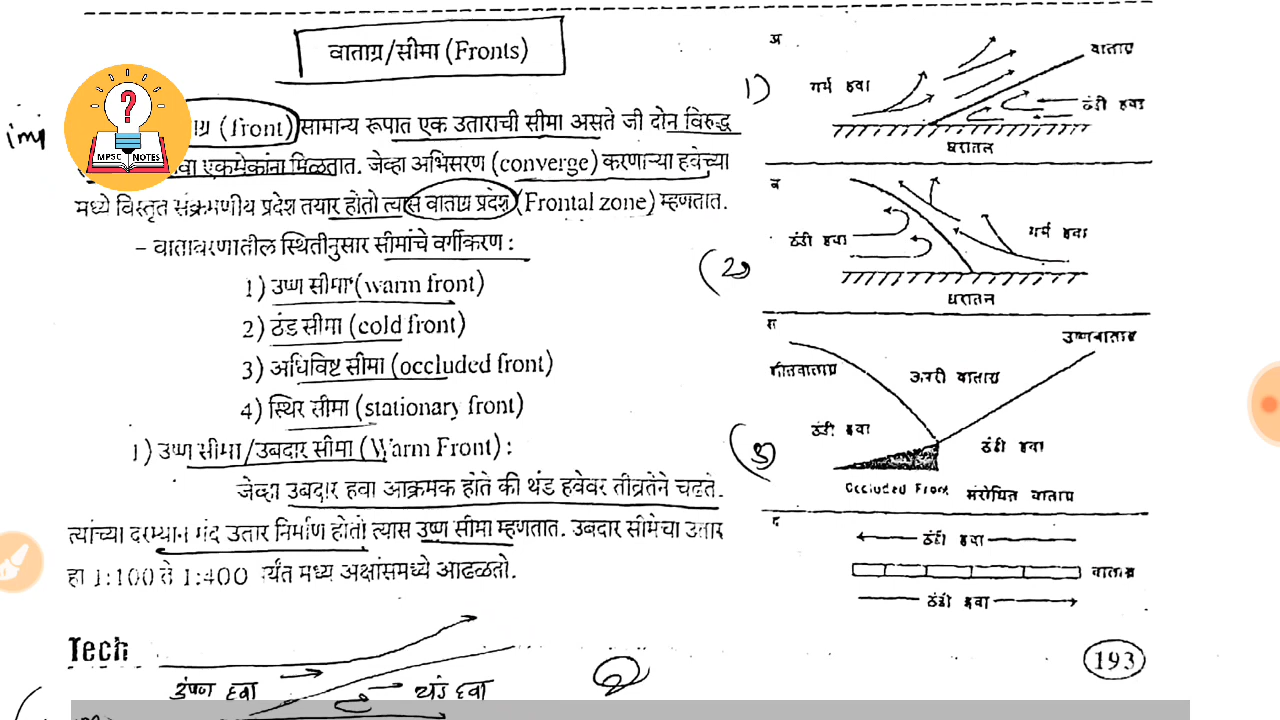 वाताग्र/सीमा (Fronts)
imp
MPSC NOTES
ग्र (front) सामान्य रूपात एक उताराची सीमा असते जी दोन विरुद्ध
वा एकमेकांना मिळतात. जेव्हा अभिसरण (converge) करणाऱ्या हवेच्या
मध्ये विस्तृत संक्रमणीय प्रदेश तयार होतो त्यास वाताग्र प्रदेश (Frontal zone) म्हणतात.
– वातावरणातील स्थितीनुसार सीमांचे वर्गीकरण :
1) उष्ण सीमा (warm front)
2) ठंड सीमा (cold front)
3) अधिविष्ट सीमा (occluded front)
4) स्थिर सीमा (stationary front)
1) उष्ण सीमा/उबदार सीमा (Warm Front) :
जेव्हा उबदार हवा आक्रमक होते की थंड हवेवर तीव्रतेने चढते.
त्यांच्या दरम्यान मंद उतार निर्माण होतो त्यास उष्ण सीमा म्हणतात. उबदार सीमेचा उतार
हा 1:100 ते 1:400 र्यंत मध्य अक्षांसमध्ये आढळतो.
Tech
उष्ण हवा
थंड हवा
2
अ
1)
वाताग्र
गर्म हवा
ठंडी हवा
धरातल
ब
2)
ठंडी हवा
गर्म हवा
धरातल
स
उष्णवाताग्र
शीतवाताग्र
ऊपरी वाताग्र
3)
ठंडी हवा
ठंडी हवा
Occluded Front संरोधित वाताग्र
द
ठंडी हवा
वाताग्र
ठंडी हवा
193